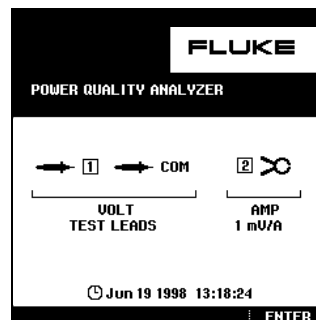 FLUKE
POWER QUALITY ANALYZER
1 COM 2
VOLT AMP
TEST LEADS 1 mV/A
Jun 19 1998 13:18:24
ENTER